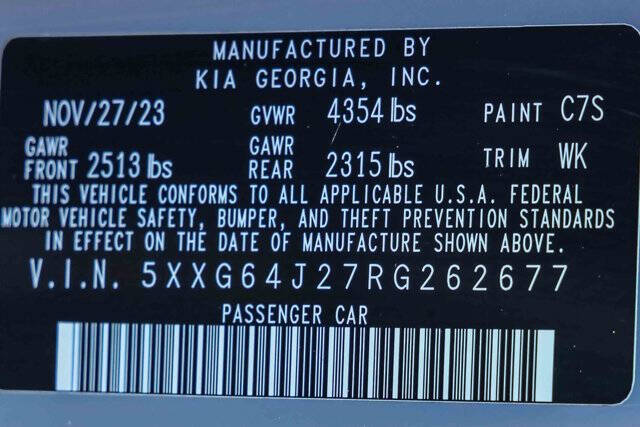 MANUFACTURED BY
KIA GEORGIA, INC.
NOV/27/23 GVWR 4354 lbs PAINT C7S
GAWR FRONT 2513 lbs GAWR REAR 2315 lbs TRIM WK
THIS VEHICLE CONFORMS TO ALL APPLICABLE U.S.A. FEDERAL
MOTOR VEHICLE SAFETY, BUMPER, AND THEFT PREVENTION STANDARDS
IN EFFECT ON THE DATE OF MANUFACTURE SHOWN ABOVE.
V.I.N. 5XXG64J27RG262677
PASSENGER CAR